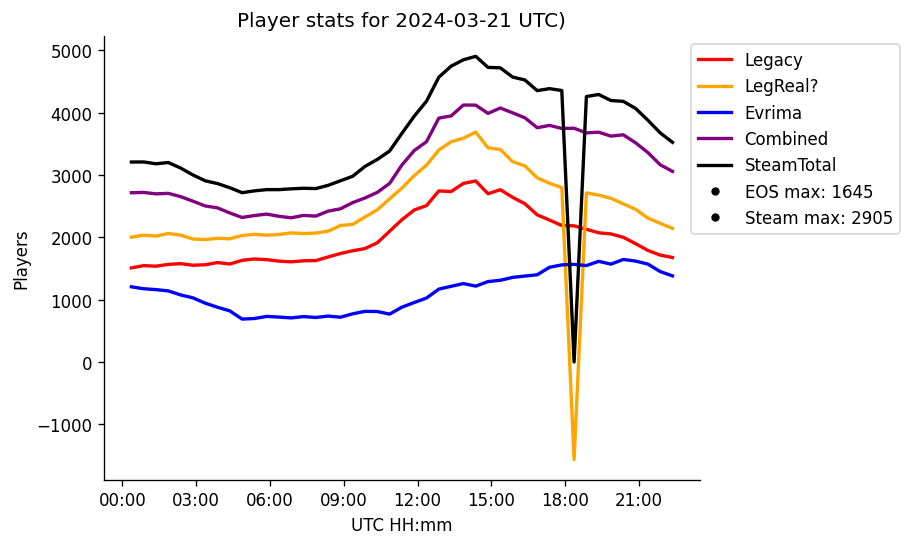 Player stats for 2024-03-21 UTC)
Players
5000
4000
3000
2000
1000
0
−1000
00:00 03:00 06:00 09:00 12:00 15:00 18:00 21:00
UTC HH:mm
Legacy
LegReal?
Evrima
Combined
SteamTotal
EOS max: 1645
Steam max: 2905